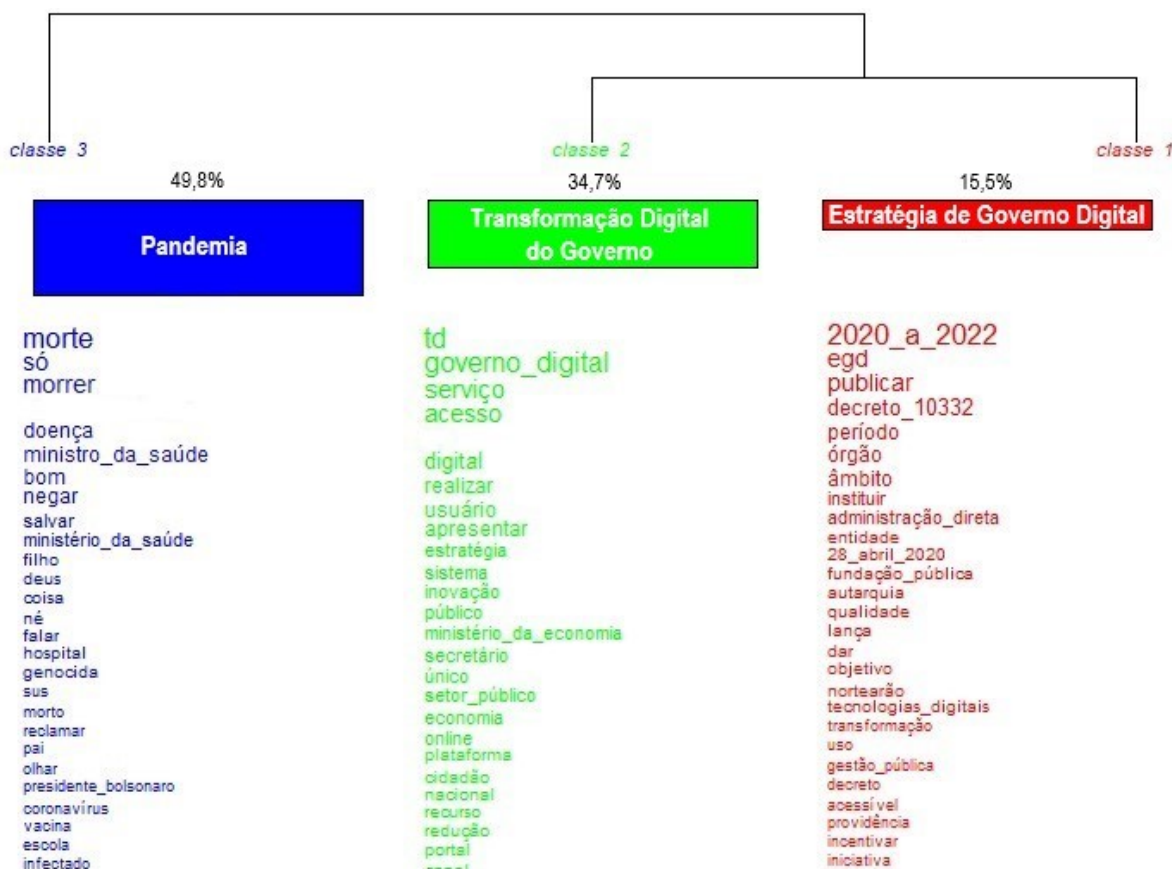 classe 3
classe 2
classe 1
49,8%
34,7%
15,5%
Pandemia
Transformação Digital
do Governo
Estratégia de Governo Digital
morte
só
morrer
doença
ministro_da_saúde
bom
negar
salvar
ministério_da_saúde
filho
deus
coisa
né
falar
hospital
genocida
sus
morto
reclamar
pai
olhar
presidente_bolsonaro
coronavírus
vacina
escola
infectado
td
governo_digital
serviço
acesso
digital
realizar
usuário
apresentar
estratégia
sistema
inovação
público
ministério_da_economia
secretário
único
setor_público
economia
online
plataforma
cidadão
nacional
recurso
redução
portal
2020_a_2022
egd
publicar
decreto_10332
período
órgão
âmbito
instituir
administração_direta
entidade
28_abril_2020
fundação_pública
autarquia
qualidade
lança
dar
objetivo
nortearão
tecnologias_digitais
transformação
uso
gestão_pública
decreto
acessível
providência
incentivar
iniciativa